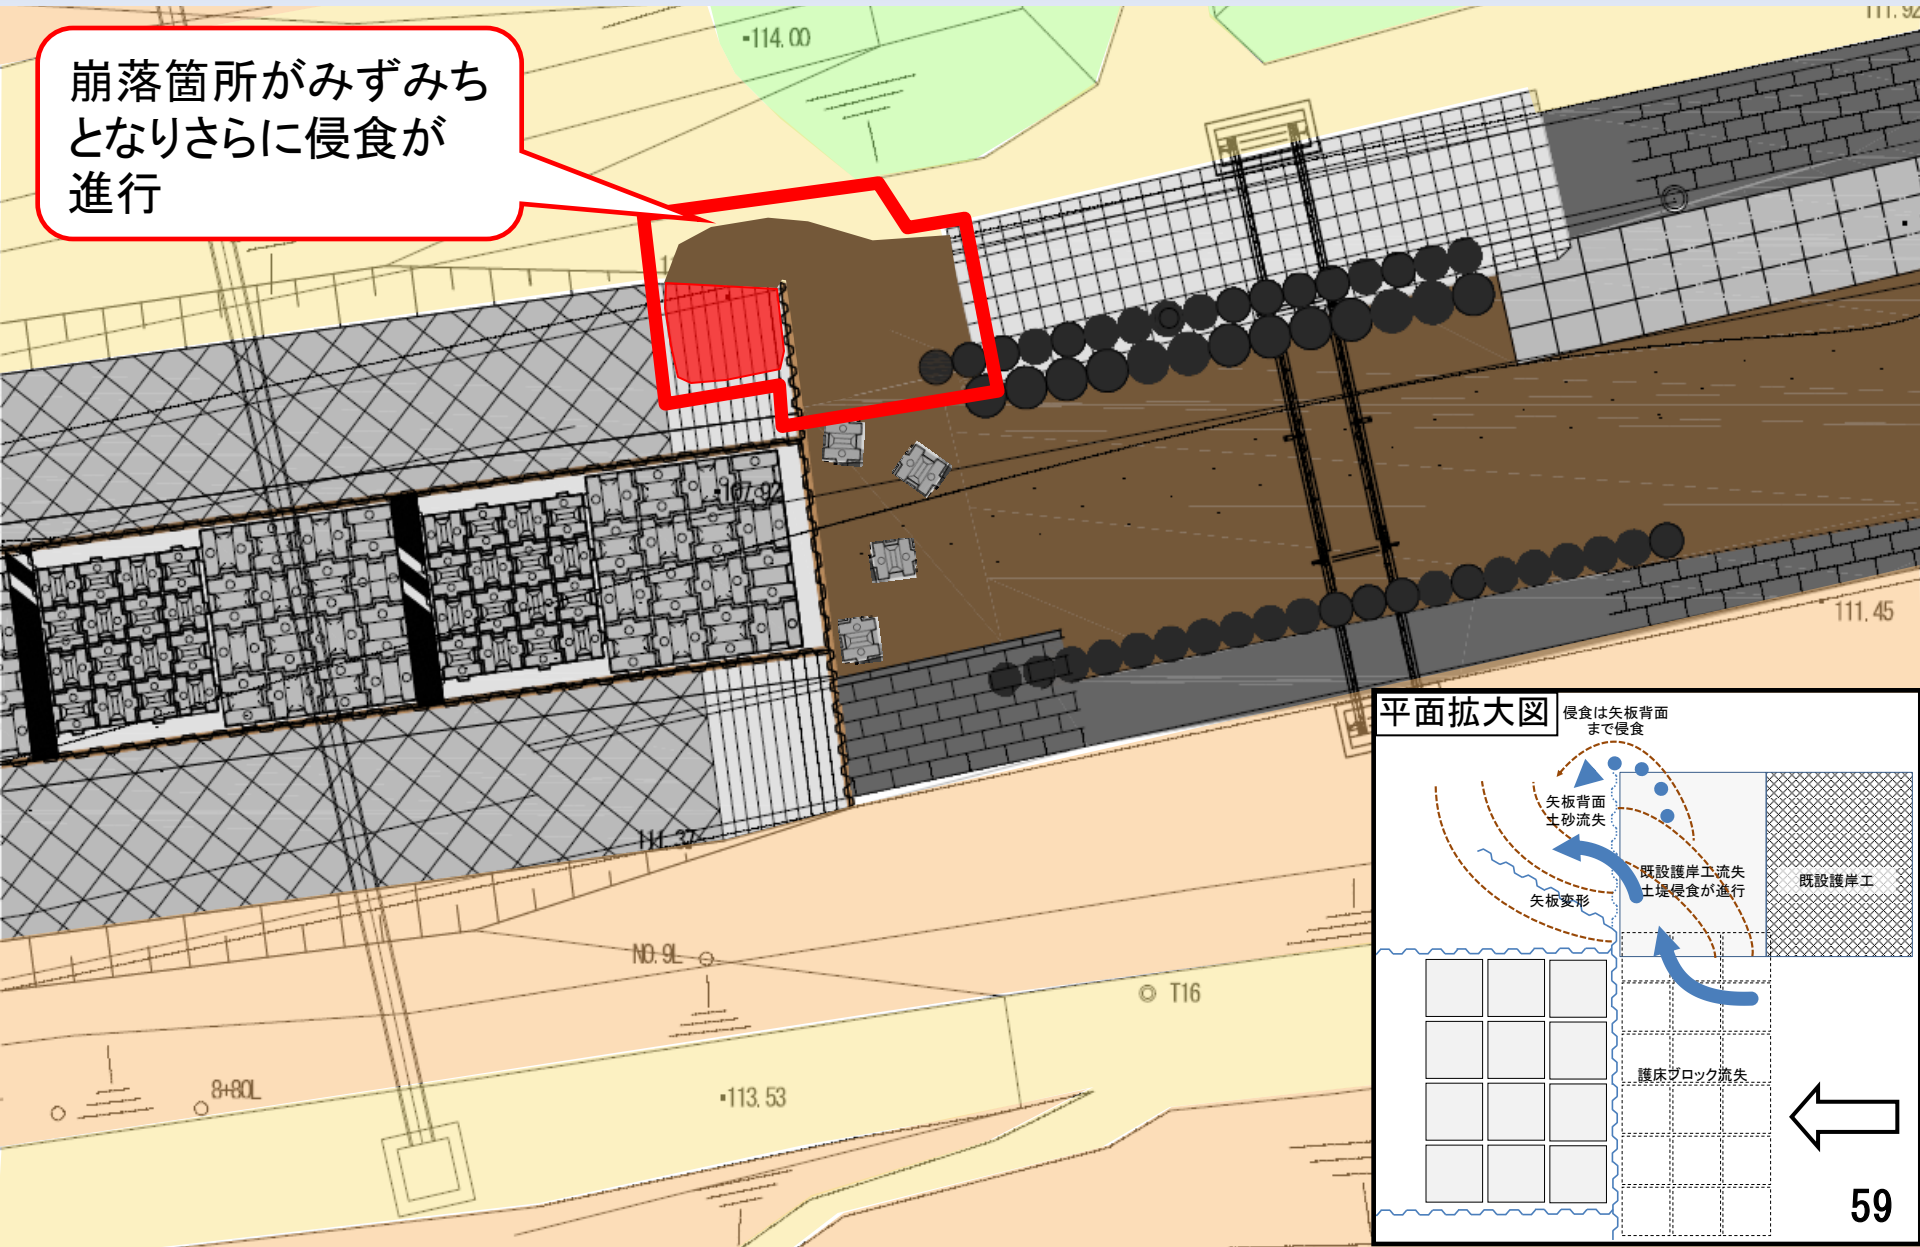 崩落箇所がみずみち
となりさらに侵食が
進行
▪114.00
111.92
▪107.92
111.45
111.37
NO.9L
T16
8+80L
▪113.53
平面拡大図
侵食は矢板背面
まで侵食
矢板背面
土砂流失
既設護岸工流失
土堤侵食が進行
既設護岸工
矢板変形
護床ブロック流失
59